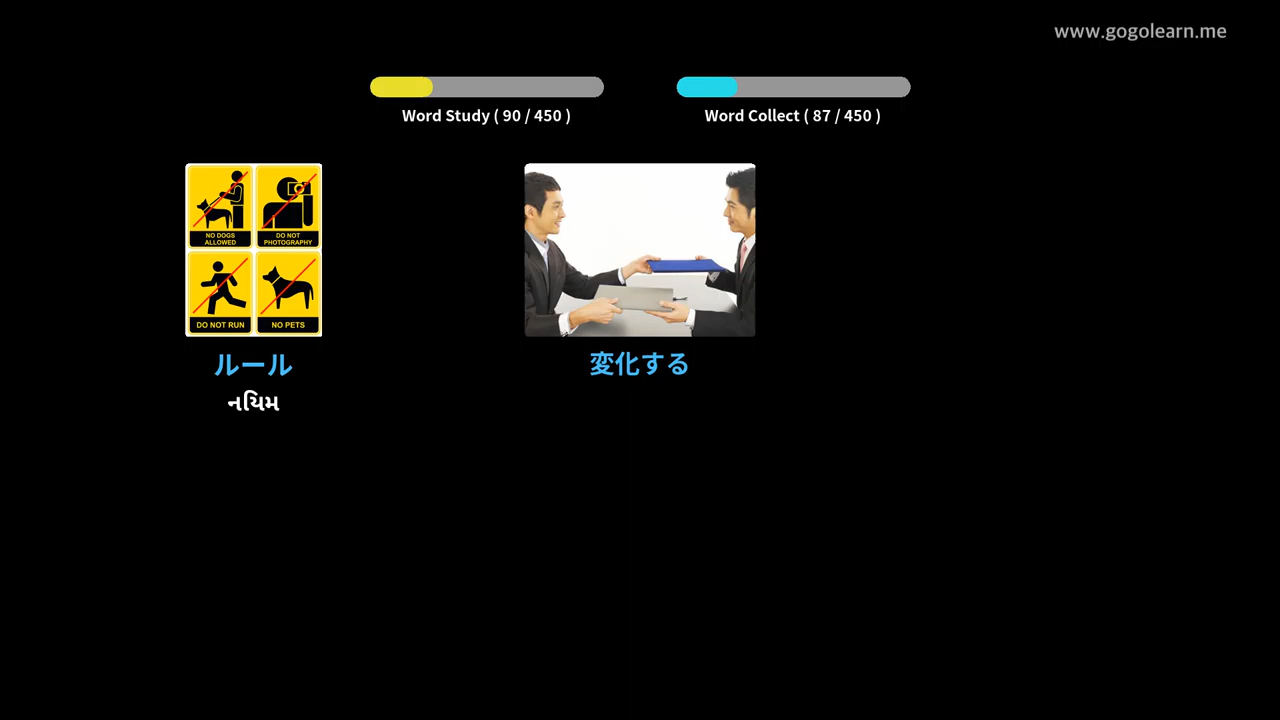 www.gogolearn.me
Word Study ( 90 / 450 )
Word Collect ( 87 / 450 )
NO DOGS
ALLOWED
DO NOT
PHOTOGRAPHY
DO NOT RUN
NO PETS
ルール
変化する
નયિમ